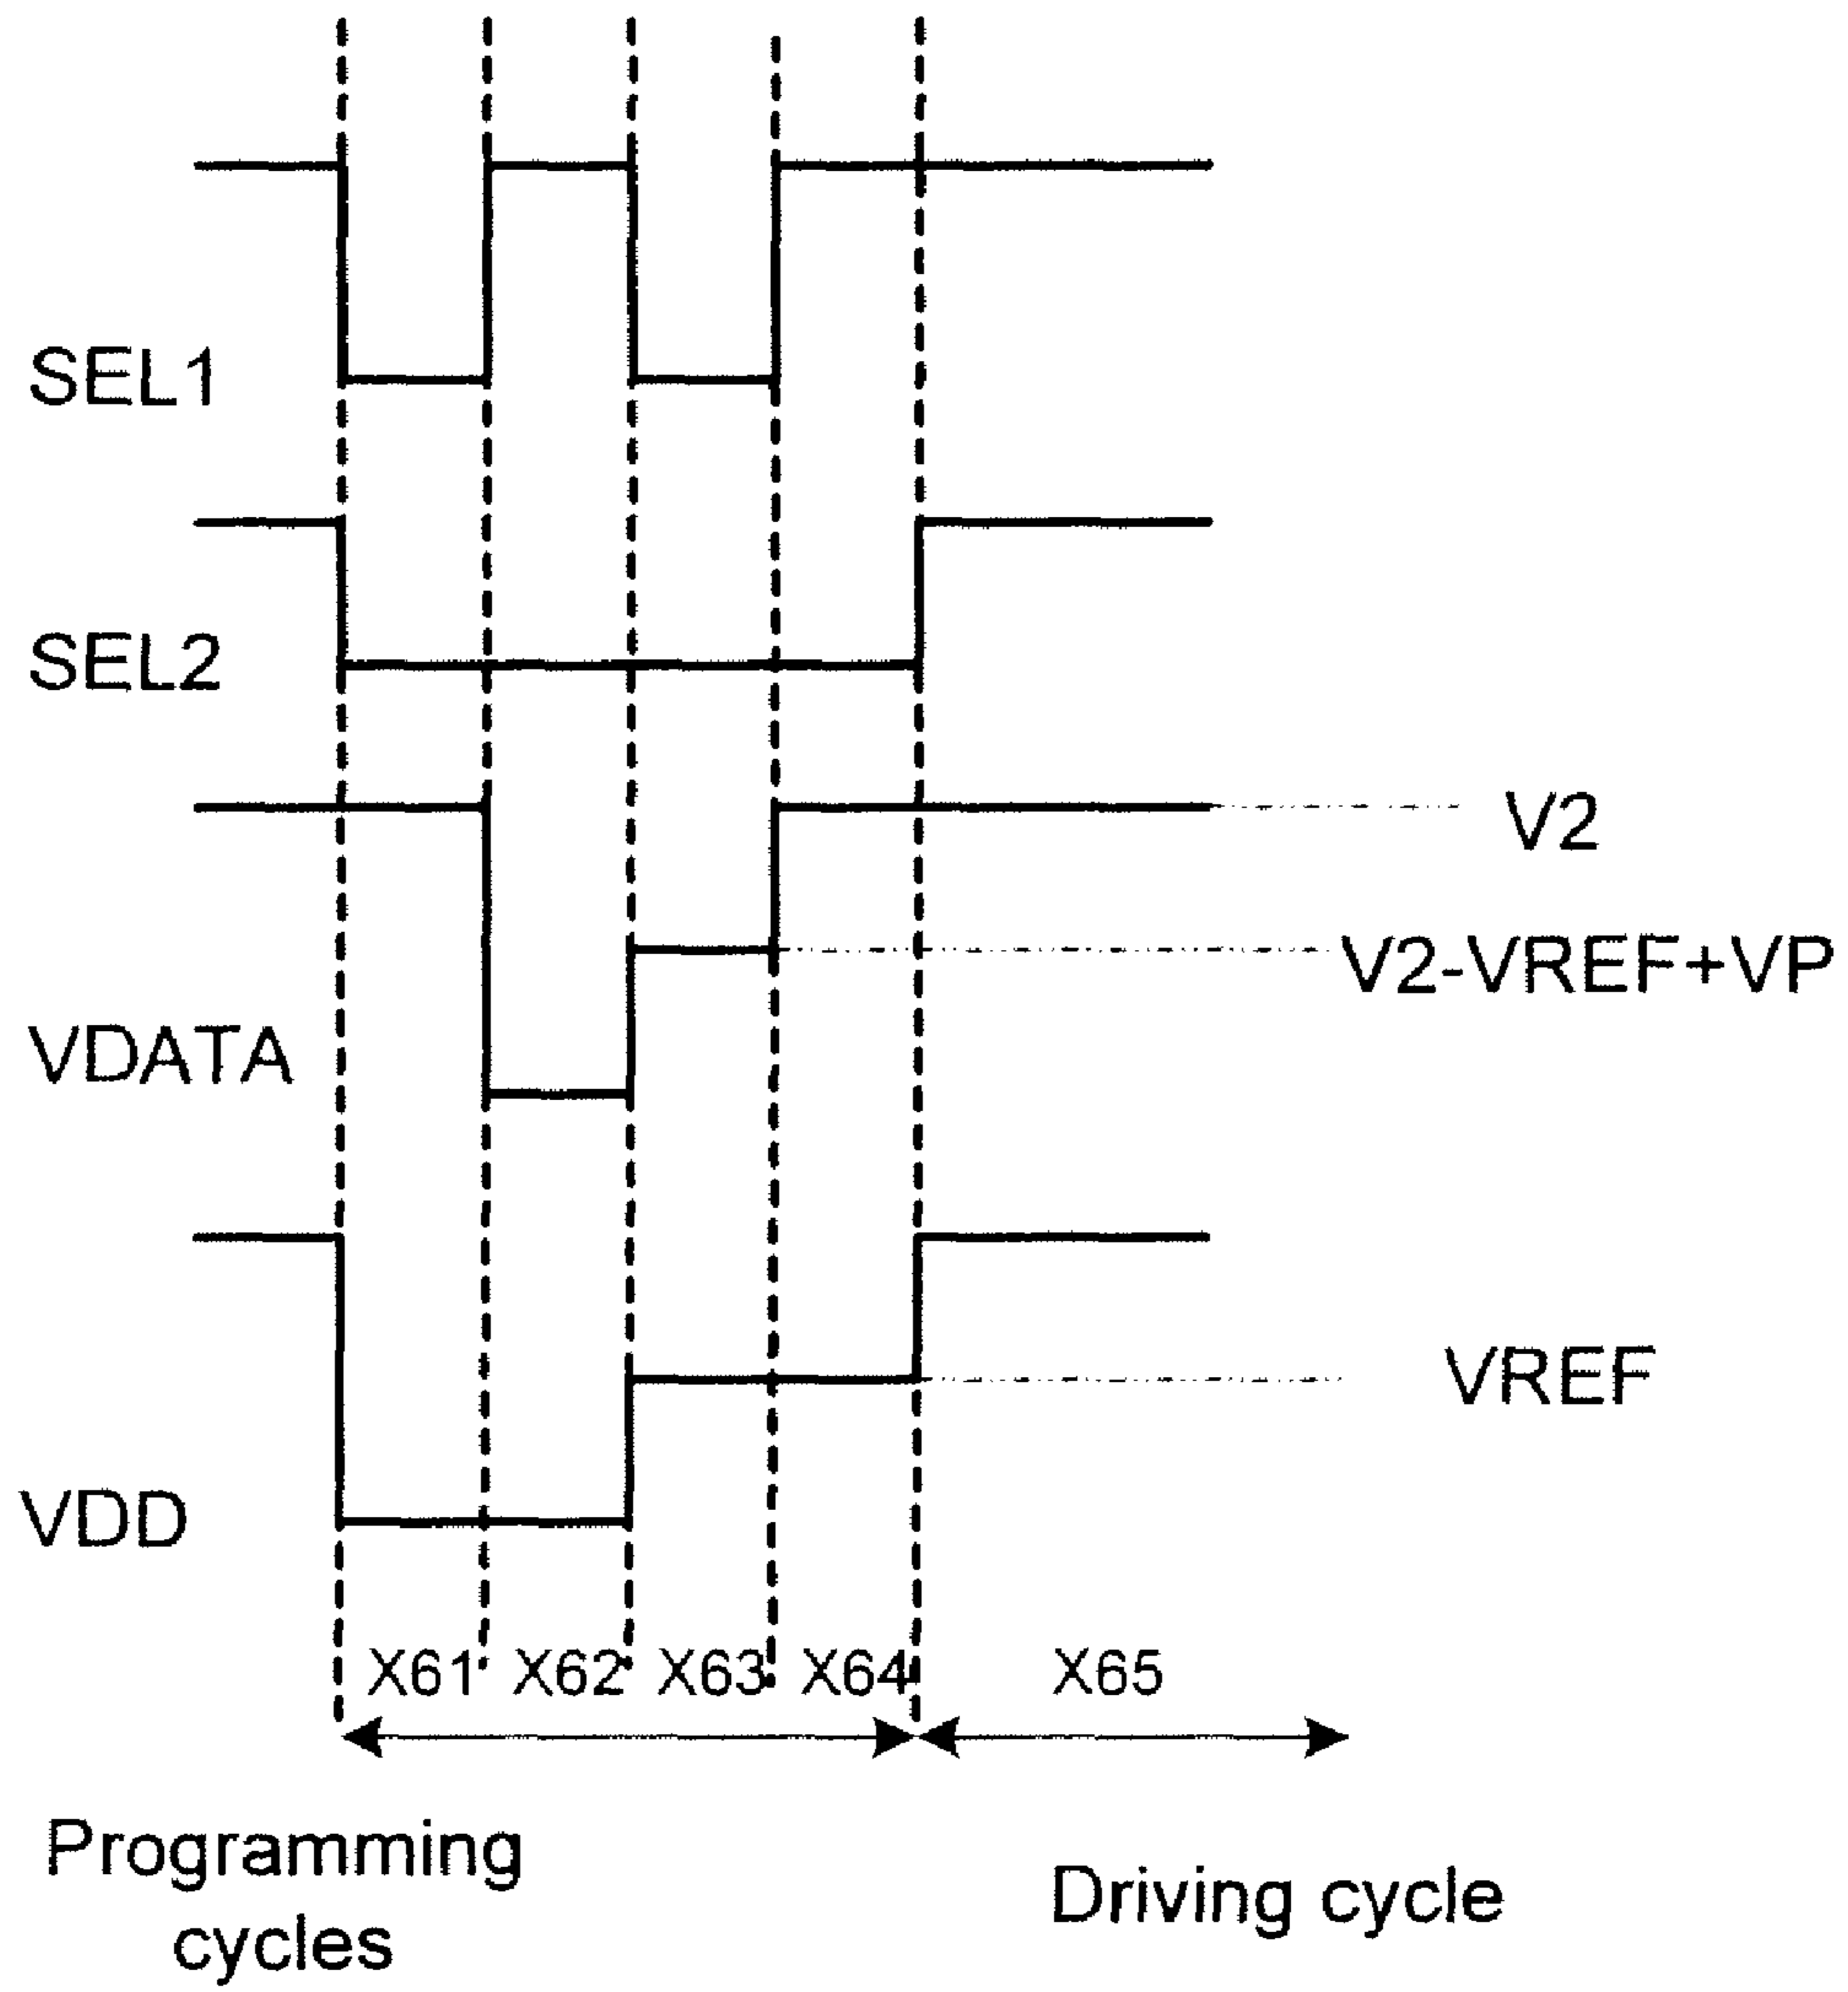 SEL1
SEL2
V2
V2-VREF+VP
VDATA
VREF
VDD
X61 X62 X63 X64 X65
Programming
cycles
Driving cycle